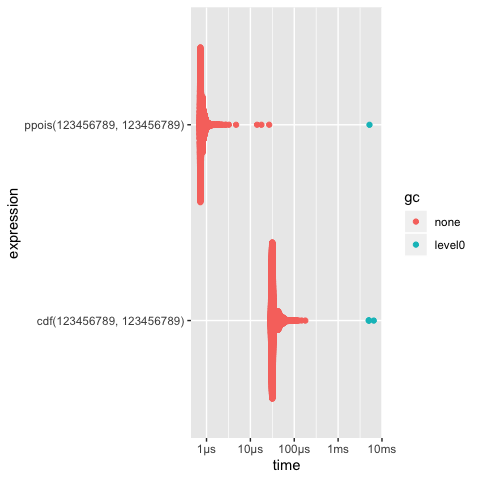 expression
ppois(123456789, 123456789)
cdf(123456789, 123456789)
1µs 10µs 100µs 1ms 10ms
time
gc
none
level0